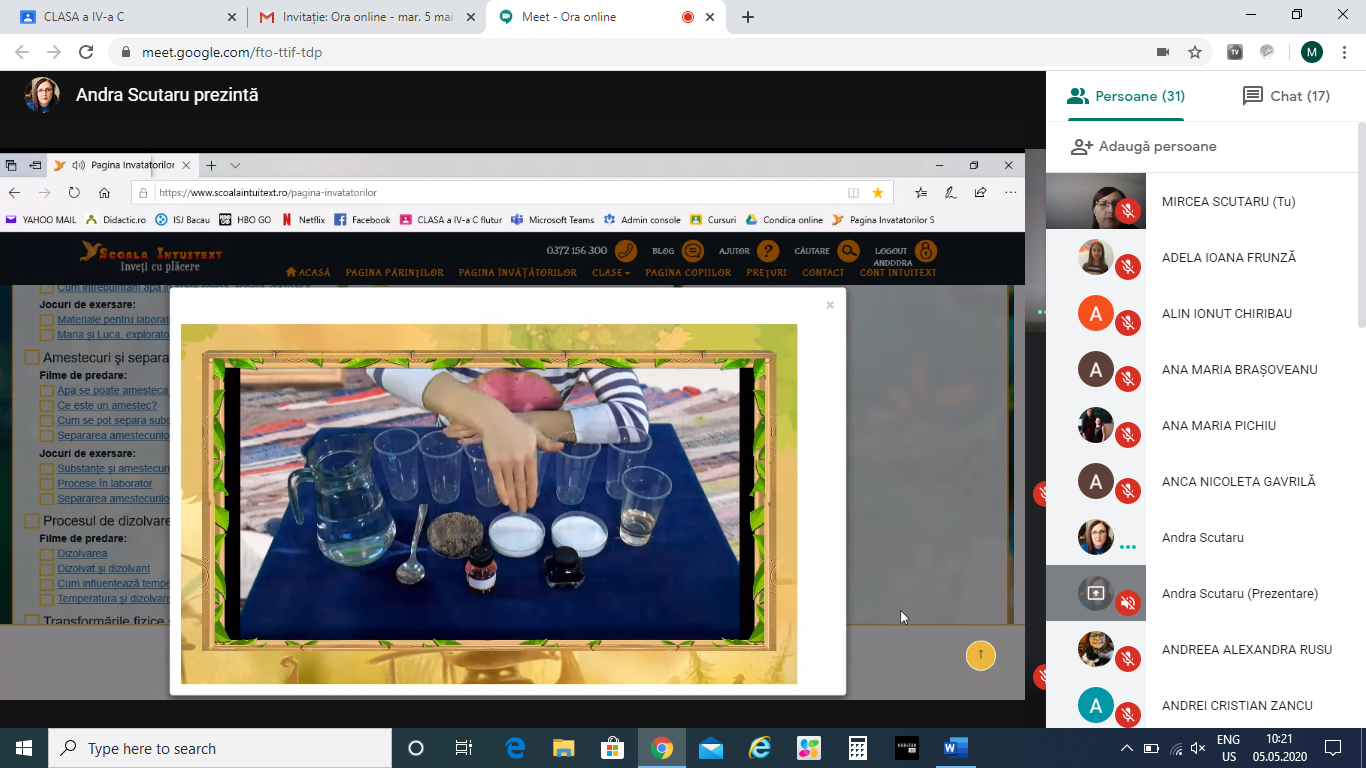 CLASA a IV-a C
Invitație: Ora online - mar. 5 mai
Meet - Ora online
meet.google.com/fto-ttif-tdp
M
Andra Scutaru prezintă
Persoane (31)
Chat (17)
Adaugă persoane
Pagina Invatatorilor
https://www.scoalaintuitext.ro/pagina-invatatorilor
YAHOO MAIL
Didactic.ro
ISJ Bacau
HBO GO
Netflix
Facebook
CLASA a IV-a C flutur
Microsoft Teams
Admin console
Cursuri
Condica online
Pagina Invatatorilor S
Scoala Intuitext
Înveți cu plăcere
0372 156 300
BLOG
AJUTOR
CĂUTARE
LOGOUT
ANDDDRA
ACASĂ
PAGINA PĂRINȚILOR
PAGINA ÎNVĂȚĂTORILOR
CLASE
PAGINA COPIILOR
PREȚURI
CONTACT
CONT INTUITEXT
Jocuri de exersare:
Materiale pentru laborat
Maria și Luca, explorato
Amestecuri și separa
Filme de predare:
Apa se poate amesteca
Ce este un amestec?
Cum se pot separa subs
Separarea amestecurilo
Jocuri de exersare:
Substanțe și amestecuri
Procese în laborator
Separarea amestecurilo
Procesul de dizolvare
Filme de predare:
Dizolvarea
Dizolvat și dizolvant
Cum influențează tempe
Temperatura și dizolvare
Transformările fizice
×
MIRCEA SCUTARU (Tu)
ADELA IOANA FRUNZĂ
A
ALIN IONUT CHIRIBAU
A
ANA MARIA BRAȘOVEANU
ANA MARIA PICHIU
A
ANCA NICOLETA GAVRILĂ
Andra Scutaru
Andra Scutaru (Prezentare)
ANDREEA ALEXANDRA RUSU
A
ANDREI CRISTIAN ZANCU
Type here to search
ENG
US
10:21
05.05.2020